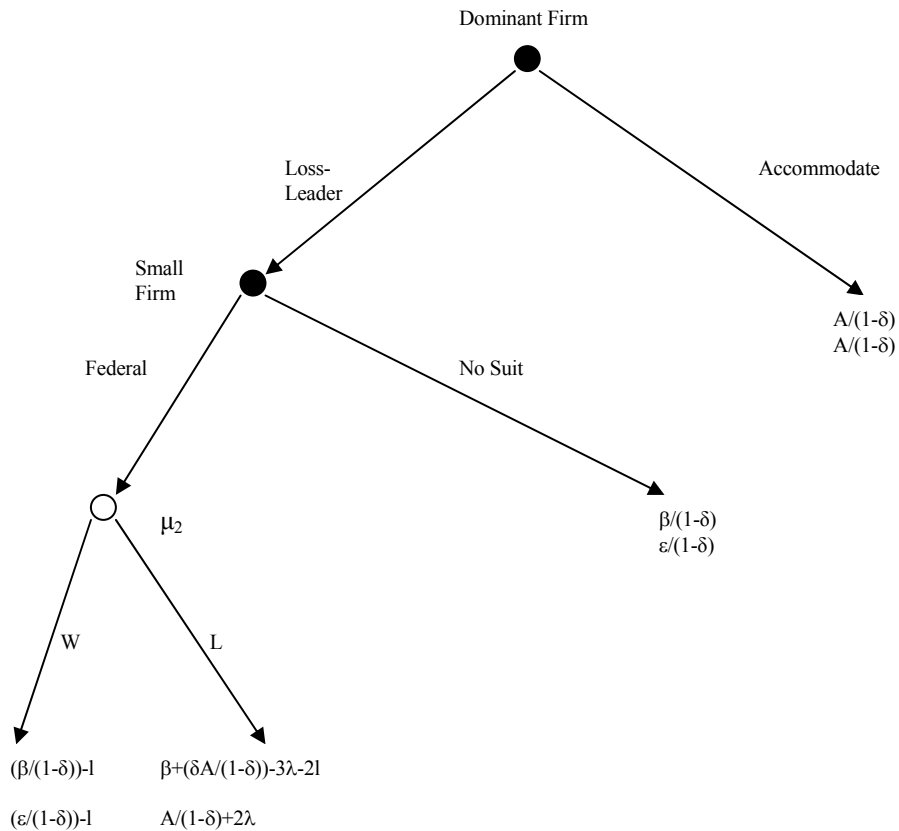 Dominant Firm
Loss-
Leader
Accommodate
Small
Firm
A/(1-δ)
A/(1-δ)
Federal
No Suit
μ₂
β/(1-δ)
ε/(1-δ)
W
L
(β/(1-δ))-l
β+(δA/(1-δ))-3λ-2l
(ε/(1-δ))-l
A/(1-δ)+2λ